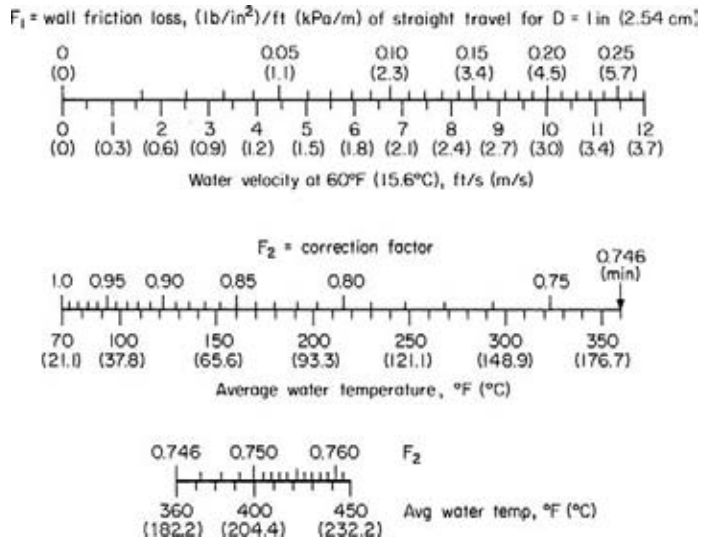 F₁ = wall friction loss, (lb/in²)/ft (kPa/m) of straight travel for D = 1 in (2.54 cm)
0 0.05 0.10 0.15 0.20 0.25
(0) (1.1) (2.3) (3.4) (4.5) (5.7)
0 1 2 3 4 5 6 7 8 9 10 11 12
(0) (0.3) (0.6) (0.9) (1.2) (1.5) (1.8) (2.1) (2.4) (2.7) (3.0) (3.4) (3.7)
Water velocity at 60°F (15.6°C), ft/s (m/s)
F₂ = correction factor
0.746
(min)
1.0 0.95 0.90 0.85 0.80 0.75
70 100 150 200 250 300 350
(21.1) (37.8) (65.6) (93.3) (121.1) (148.9) (176.7)
Average water temperature, °F (°C)
0.746 0.750 0.760 F₂
360 400 450 Avg water temp, °F (°C)
(182.2) (204.4) (232.2)